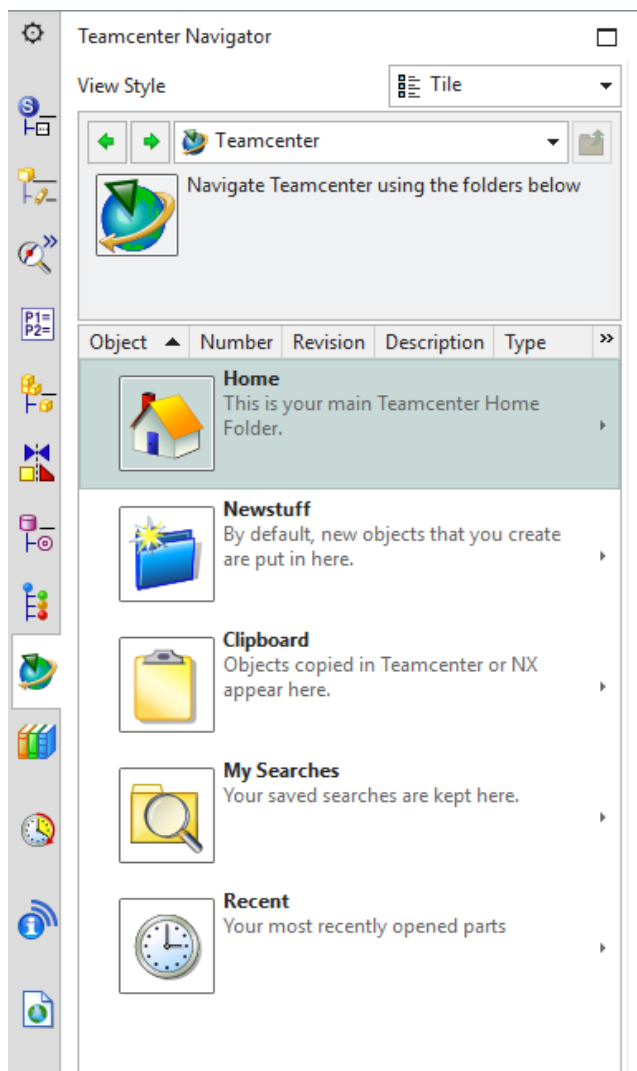 Teamcenter Navigator
View Style
Tile
Teamcenter
Navigate Teamcenter using the folders below
Object Number Revision Description Type »
Home
This is your main Teamcenter Home
Folder.
Newstuff
By default, new objects that you create
are put in here.
Clipboard
Objects copied in Teamcenter or NX
appear here.
My Searches
Your saved searches are kept here.
Recent
Your most recently opened parts
S
»
P1=
P2=
i